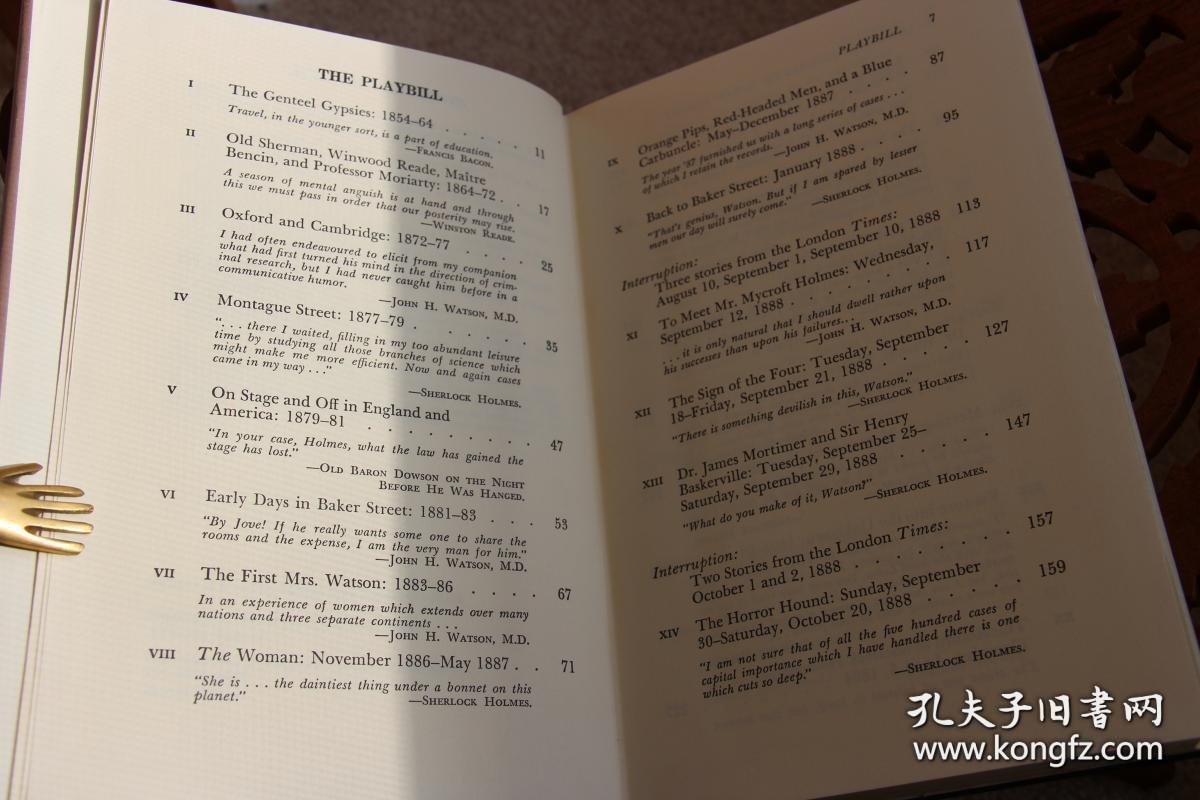 THE PLAYBILL
I The Genteel Gypsies: 1854–64 . . . . . 11
Travel, in the younger sort, is a part of education.
—FRANCIS BACON.
II Old Sherman, Winwood Reade, Maître
Bencin, and Professor Moriarty: 1864–72 . . 17
A season of mental anguish is at hand and through
this we must pass in order that our posterity may rise.
—WINSTON READE.
III Oxford and Cambridge: 1872–77 . . . . . 25
I had often endeavoured to elicit from my companion
what had first turned his mind in the direction of crim-
inal research, but I had never caught him before in a
communicative humor.
—JOHN H. WATSON, M.D.
IV Montague Street: 1877–79 . . . . . . 35
“. . . there I waited, filling in my too abundant leisure
time by studying all those branches of science which
might make me more efficient. Now and again cases
came in my way . . .”
—SHERLOCK HOLMES.
V On Stage and Off in England and
America: 1879–81 . . . . . . . . . 47
“In your case, Holmes, what the law has gained the
stage has lost.”
—OLD BARON DOWSON ON THE NIGHT
BEFORE HE WAS HANGED.
VI Early Days in Baker Street: 1881–83 . . . 53
“By Jove! If he really wants some one to share the
rooms and the expense, I am the very man for him.”
—JOHN H. WATSON, M.D.
VII The First Mrs. Watson: 1883–86 . . . . 67
In an experience of women which extends over many
nations and three separate continents . . .
—JOHN H. WATSON, M.D.
VIII The Woman: November 1886–May 1887 . . 71
“She is . . . the daintiest thing under a bonnet on this
planet.” —SHERLOCK HOLMES.
PLAYBILL 7
IX Orange Pips, Red-Headed Men, and a Blue
Carbuncle: May–December 1887 . . . . 87
The year ’87 furnished us with a long series of cases . . .
of which I retain the records. —JOHN H. WATSON, M.D.
X Back to Baker Street: January 1888 . . . 95
“That’s genius, Watson. But if I am spared by lesser
men our day will surely come.” —SHERLOCK HOLMES.
Interruption:
Three stories from the London Times:
August 10, September 1, September 10, 1888 113
XI To Meet Mr. Mycroft Holmes: Wednesday,
September 12, 1888 . . . . . . . . 117
. . . it is only natural that I should dwell rather upon
his successes than upon his failures. . .
—JOHN H. WATSON, M.D.
XII The Sign of the Four: Tuesday, September
18–Friday, September 21, 1888 . . . . . 127
“There is something devilish in this, Watson.”
—SHERLOCK HOLMES.
XIII Dr. James Mortimer and Sir Henry
Baskerville: Tuesday, September 25–
Saturday, September 29, 1888 . . . . 147
“What do you make of it, Watson?”
—SHERLOCK HOLMES.
Interruption:
Two Stories from the London Times:
October 1 and 2, 1888 . . . . . . . 157
XIV The Horror Hound: Sunday, September
30–Saturday, October 20, 1888 . . . . 159
“I am not sure that of all the five hundred cases of
capital importance which I have handled there is one
which cuts so deep.” —SHERLOCK HOLMES.
孔夫子旧書网
www.kongfz.com